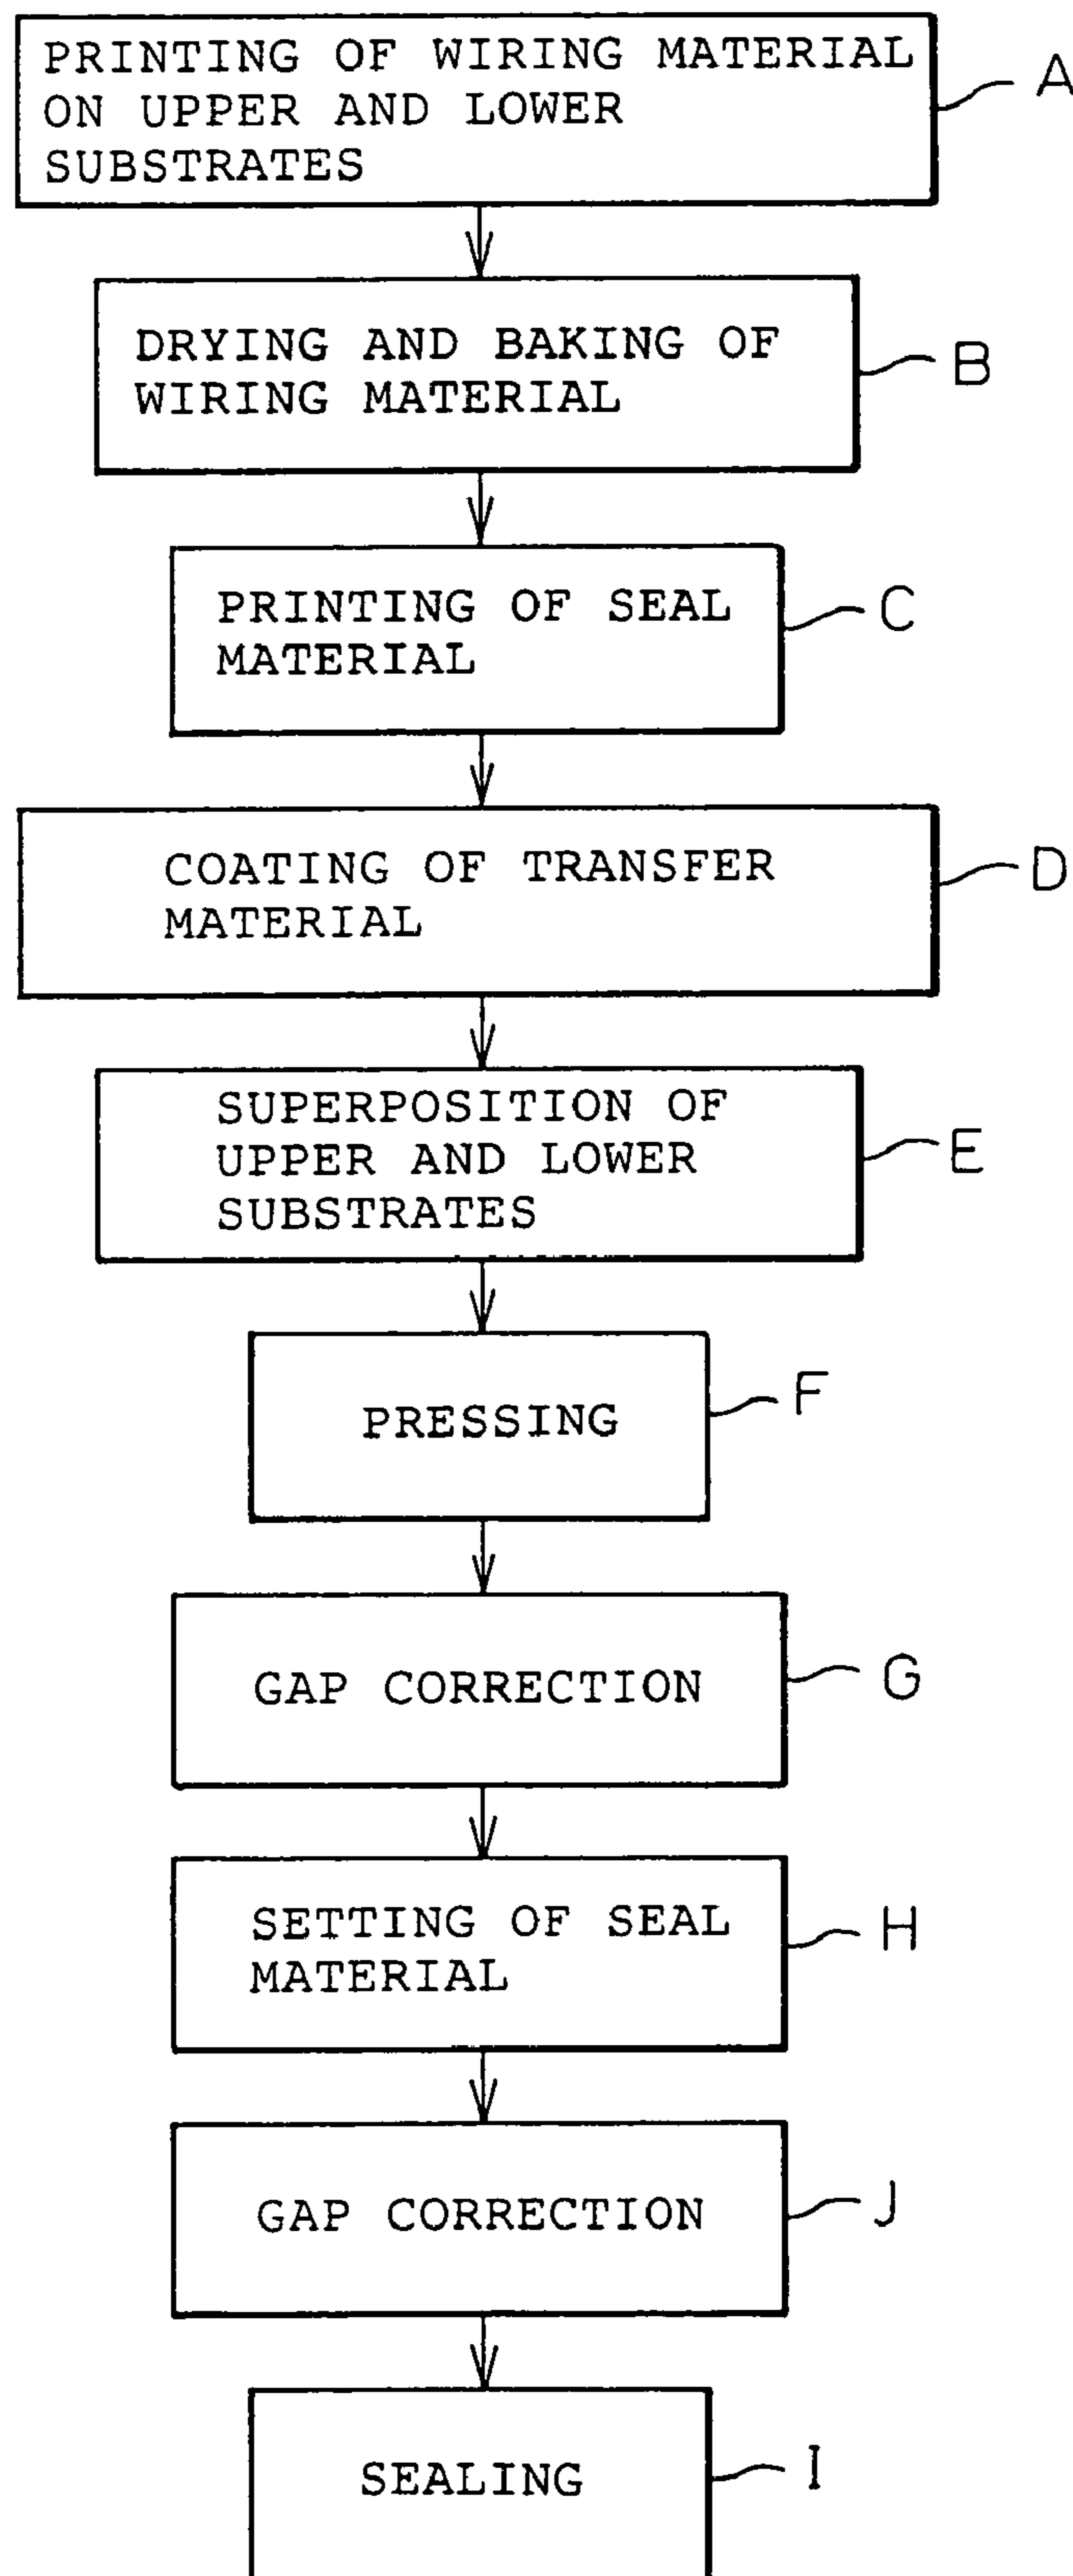 PRINTING OF WIRING MATERIAL
ON UPPER AND LOWER
SUBSTRATES
A
DRYING AND BAKING OF
WIRING MATERIAL
B
PRINTING OF SEAL
MATERIAL
C
COATING OF TRANSFER
MATERIAL
D
SUPERPOSITION OF
UPPER AND LOWER
SUBSTRATES
E
PRESSING
F
GAP CORRECTION
G
SETTING OF SEAL
MATERIAL
H
GAP CORRECTION
J
SEALING
I